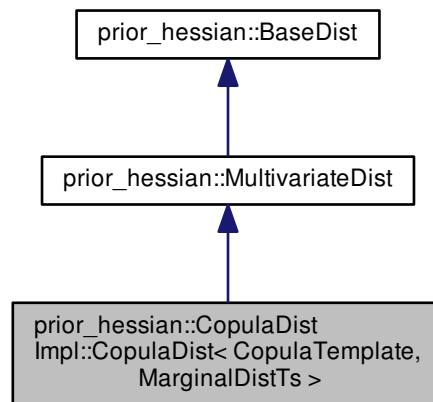 prior_hessian::BaseDist
prior_hessian::MultivariateDist
prior_hessian::CopulaDist
Impl::CopulaDist< CopulaTemplate,
MarginalDistTs >